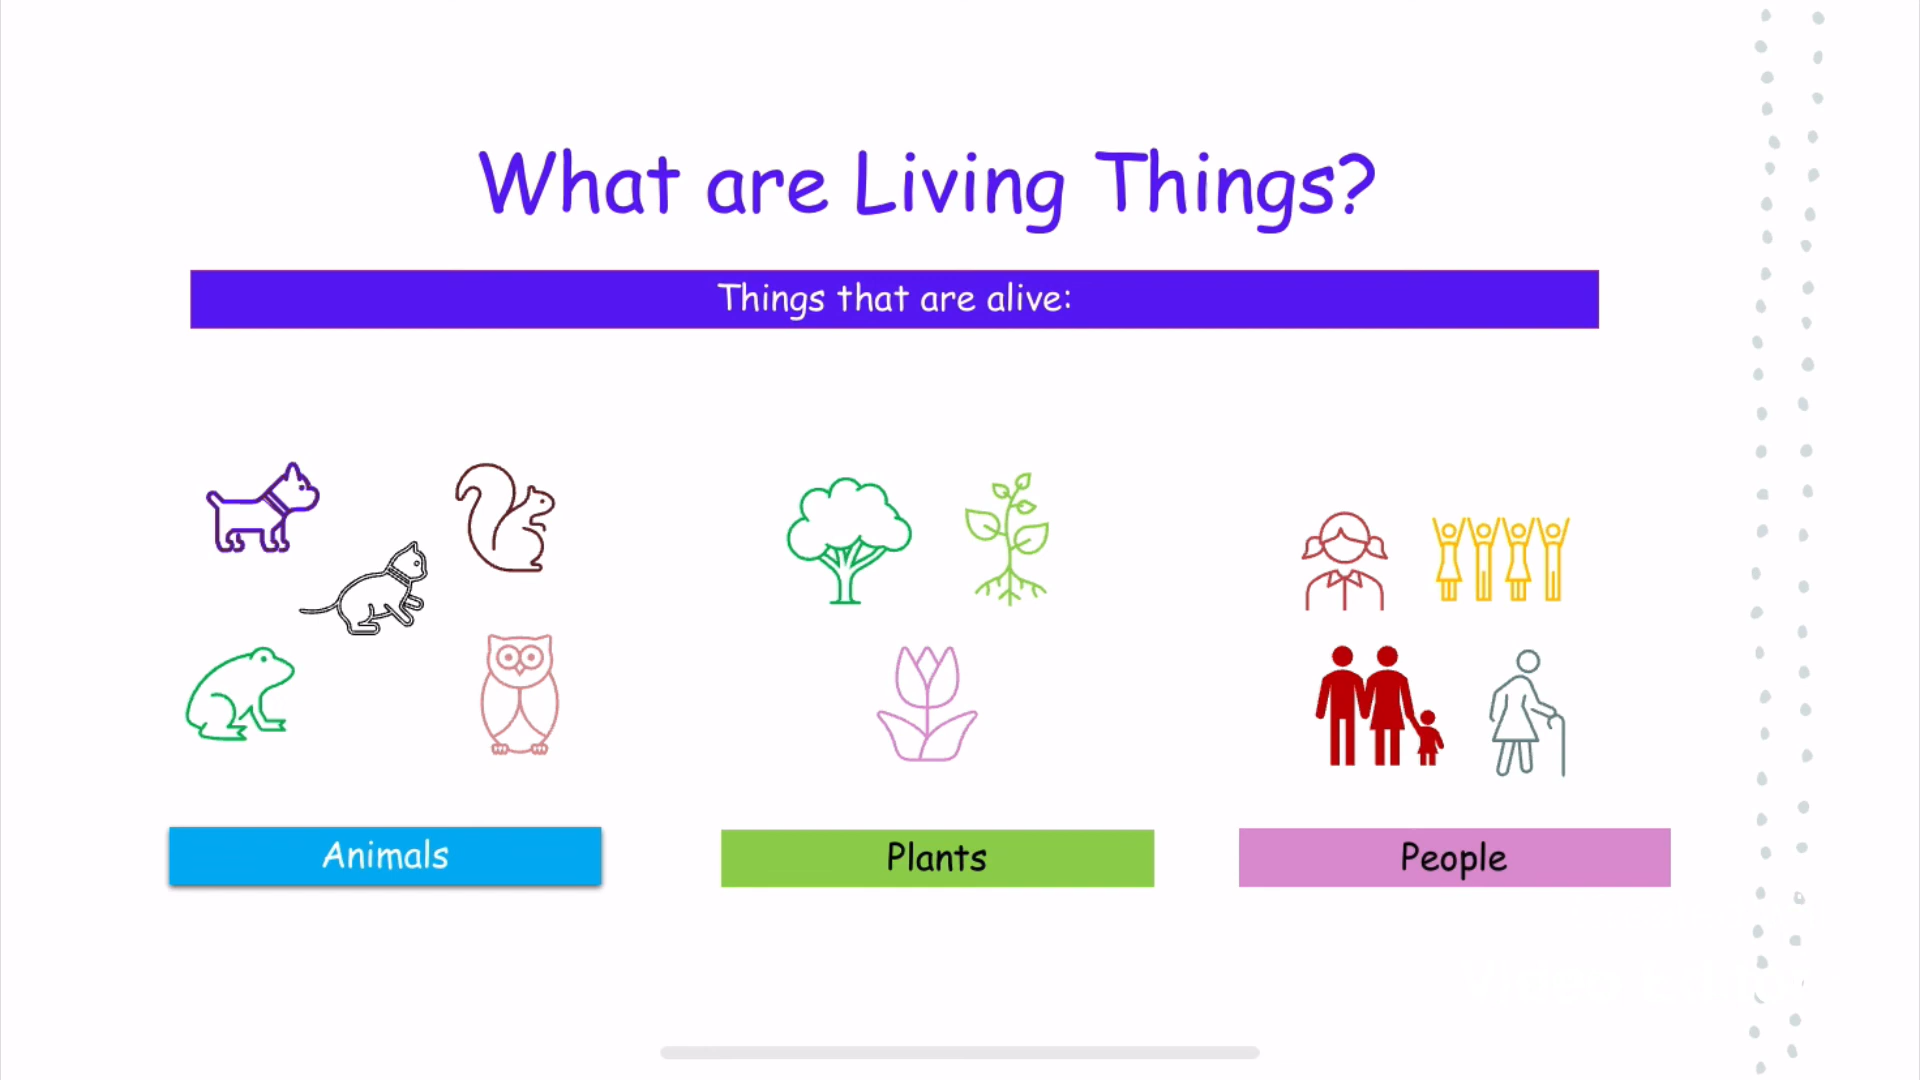 What are Living Things?
Things that are alive:
Animals
Plants
People